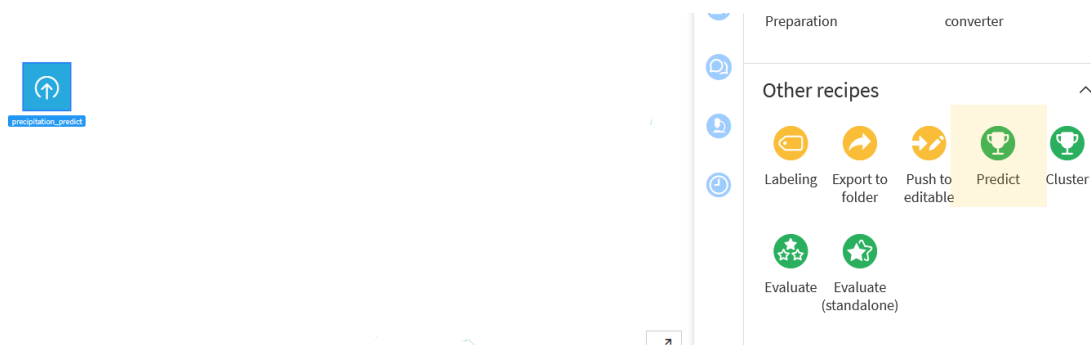 Preparation
converter
precipitation_predict
Other recipes
Labeling
Export to
folder
Push to
editable
Predict
Cluster
Evaluate
Evaluate
(standalone)